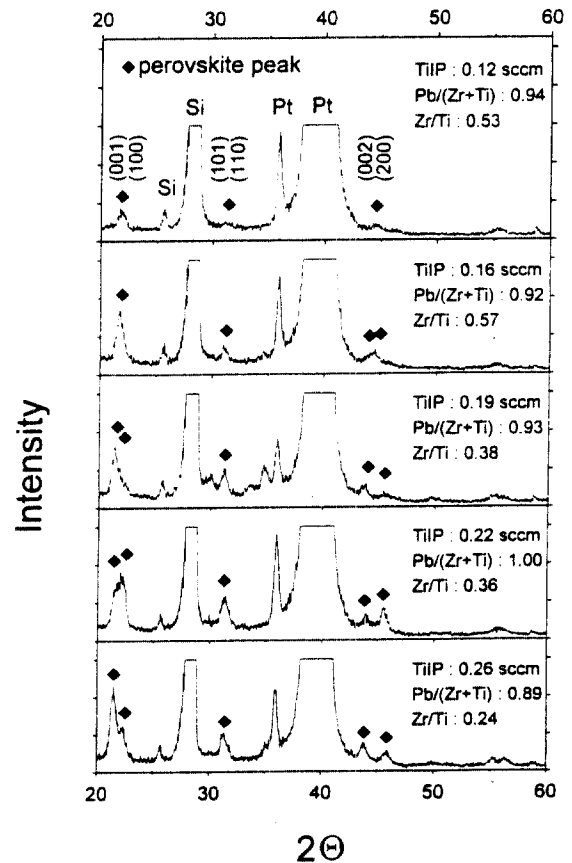 20 30 40 50 60
◆ perovskite peak
TiIP : 0.12 sccm
Pb/(Zr+Ti) : 0.94
Zr/Ti : 0.53
Si
Pt
Pt
(001)
(100)
Si
(101)
(110)
(002)
(200)
TiIP : 0.16 sccm
Pb/(Zr+Ti) : 0.92
Zr/Ti : 0.57
TiIP : 0.19 sccm
Pb/(Zr+Ti) : 0.93
Zr/Ti : 0.38
TiIP : 0.22 sccm
Pb/(Zr+Ti) : 1.00
Zr/Ti : 0.36
TiIP : 0.26 sccm
Pb/(Zr+Ti) : 0.89
Zr/Ti : 0.24
Intensity
20 30 40 50 60
2Θ